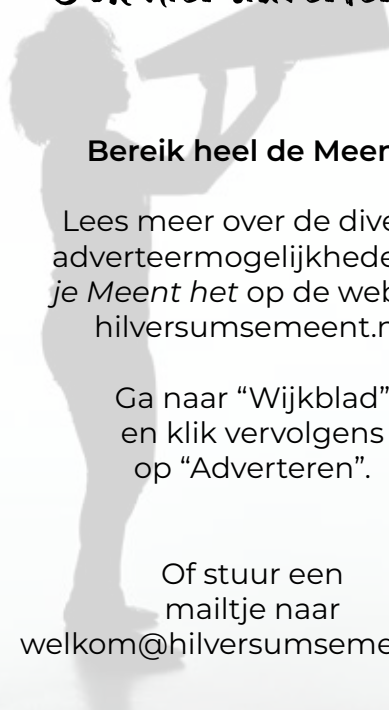 Bereik heel de Meer
Lees meer over de dive
adverteermogelijkhede
je Meent het op de web
hilversumsemeent.n
Ga naar “Wijkblad”
en klik vervolgens
op “Adverteren”.
Of stuur een
mailtje naar
welkom@hilversumseme